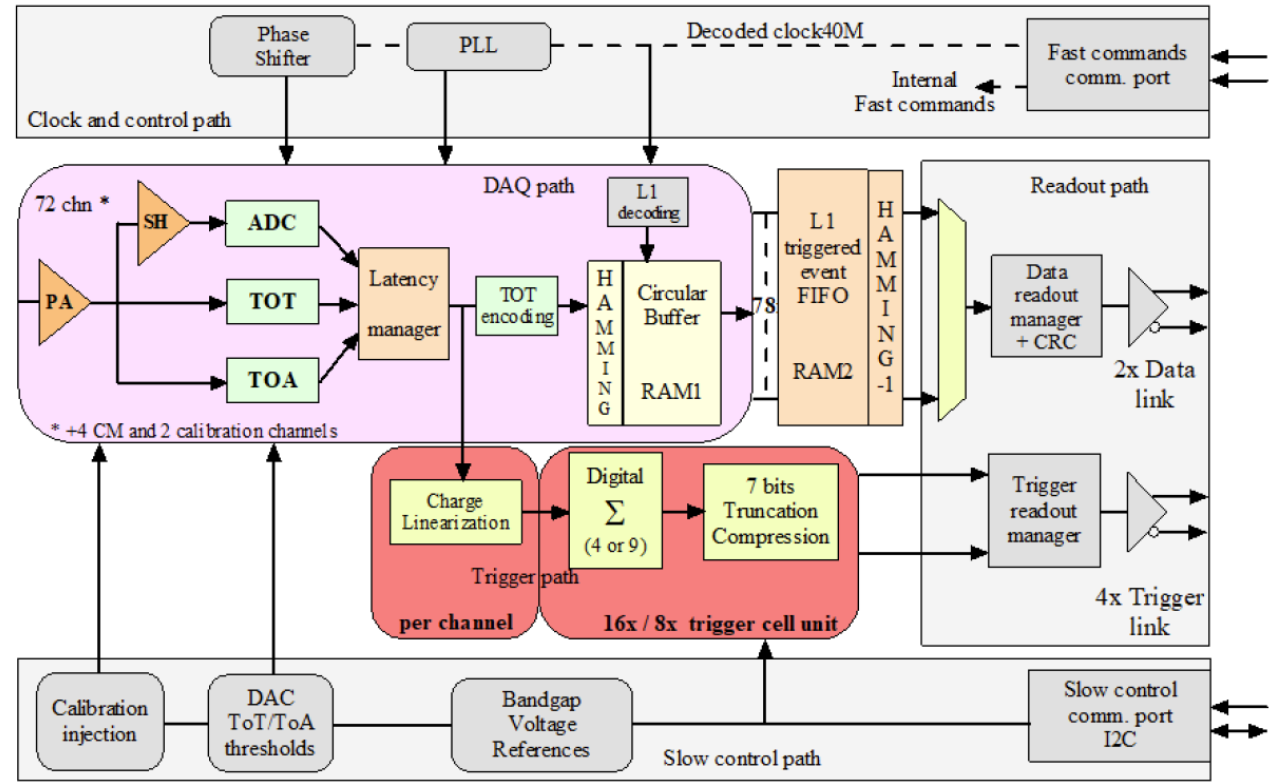 Phase
Shifter
PLL
Decoded clock40M
Fast commands
comm. port
Internal
Fast commands
Clock and control path
72 chn *
DAQ path
PA
SH
ADC
TOT
TOA
Latency
manager
TOT
encoding
L1
decoding
HAMMING
Circular
Buffer
RAM1
* +4 CM and 2 calibration channels
78x
L1
triggered
event
FIFO
RAM2
HAMMING
-1
Readout path
Data
readout
manager
+ CRC
2x Data
link
Charge
Linearization
Digital
Σ
(4 or 9)
7 bits
Truncation
Compression
Trigger path
per channel
16x / 8x trigger cell unit
Trigger
readout
manager
4x Trigger
link
Calibration
injection
DAC
ToT/ToA
thresholds
Bandgap
Voltage
References
Slow control
comm. port
I2C
Slow control path